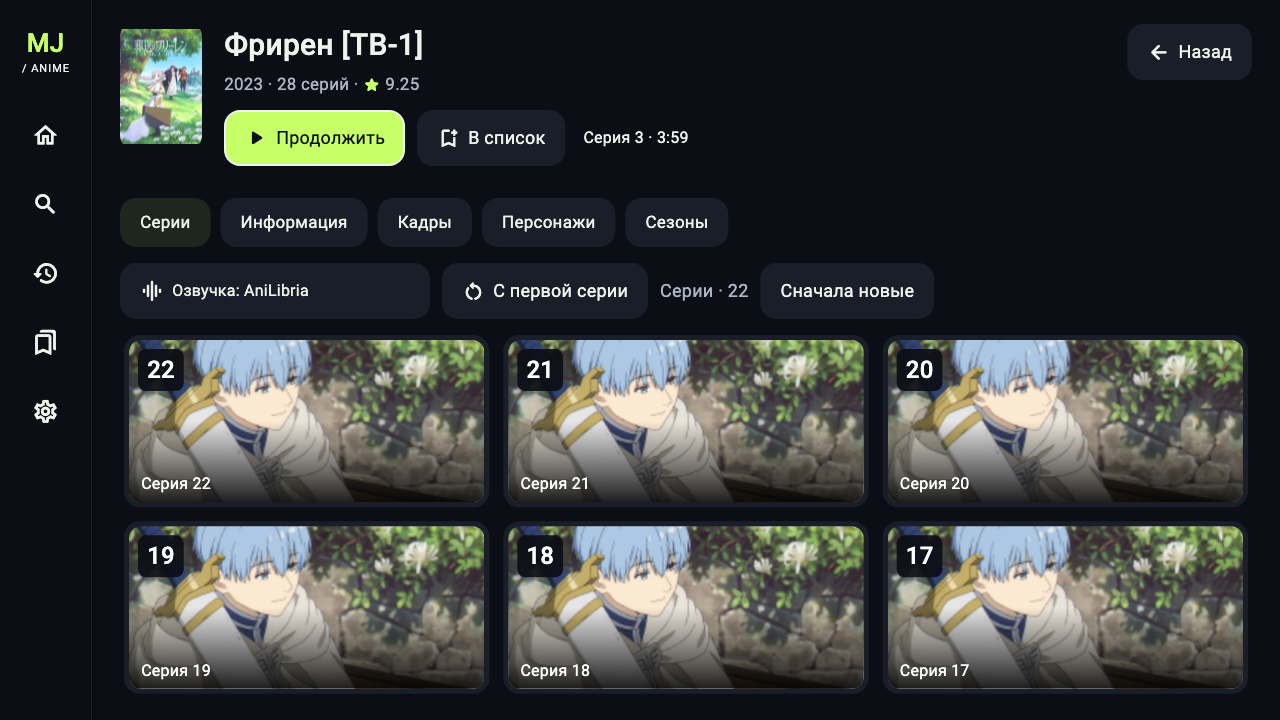 MJ
/ ANIME
Фрирен [ТВ-1]
2023 · 28 серий · 9.25
Продолжить
В список
Серия 3 · 3:59
Назад
Серии
Информация
Кадры
Персонажи
Сезоны
Озвучка: AniLibria
С первой серии
Серии · 22
Сначала новые
22
Серия 22
21
Серия 21
20
Серия 20
19
Серия 19
18
Серия 18
17
Серия 17